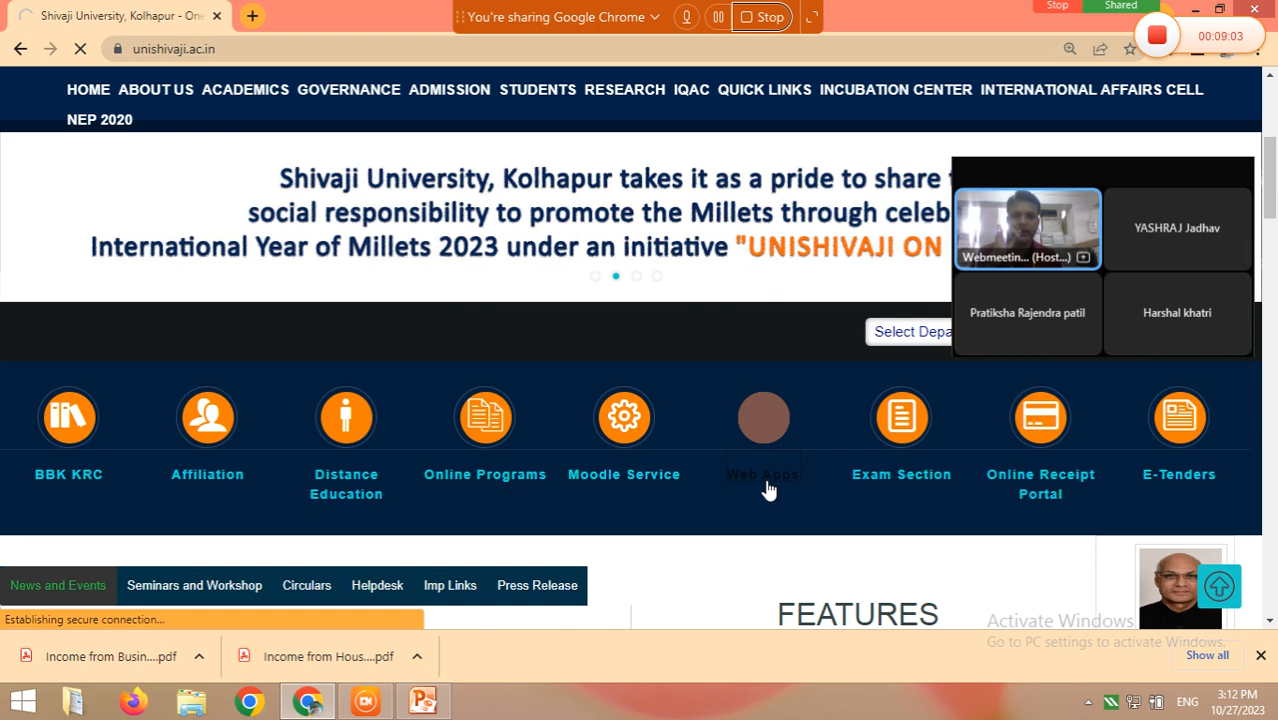 Shivaji University, Kolhapur - One
You're sharing Google Chrome
Stop
Stop
Shared
00:09:03
unishivaji.ac.in
HOME ABOUT US ACADEMICS GOVERNANCE ADMISSION STUDENTS RESEARCH IQAC QUICK LINKS INCUBATION CENTER INTERNATIONAL AFFAIRS CELL
NEP 2020
Shivaji University, Kolhapur takes it as a pride to share
social responsibility to promote the Millets through celeb
International Year of Millets 2023 under an initiative "UNISHIVAJI ON
Webmeetin... (Host...)
YASHRAJ Jadhav
Pratiksha Rajendra patil
Harshal khatri
Select Depa
BBK KRC
Affiliation
Distance
Education
Online Programs
Moodle Service
Web Apps
Exam Section
Online Receipt
Portal
E-Tenders
News and Events
Seminars and Workshop
Circulars
Helpdesk
Imp Links
Press Release
FEATURES
Establishing secure connection...
Activate Windows
Go to PC settings to activate Windows.
Income from Busin....pdf
Income from Hous....pdf
Show all
ENG
3:12 PM
10/27/2023